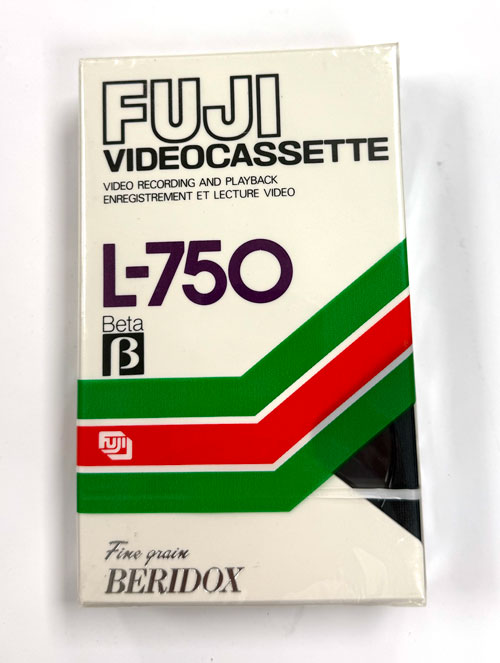 FUJI
VIDEOCASSETTE
VIDEO RECORDING AND PLAYBACK
ENREGISTREMENT ET LECTURE VIDEO
L-750
Beta
β
FUJI
Fine grain
BERIDOX